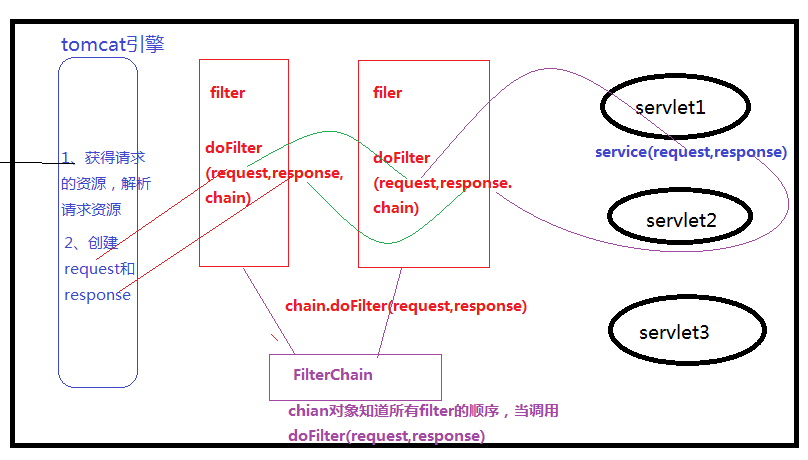 tomcat引擎
1、获得请求
的资源，解析
请求资源
2、创建
request和
response
filter
doFilter
(request,response,
chain)
filer
doFilter
(request,response.
chain)
servlet1
service(request,response)
servlet2
servlet3
chain.doFilter(request,response)
FilterChain
chian对象知道所有filter的顺序，当调用
doFilter(request,response)